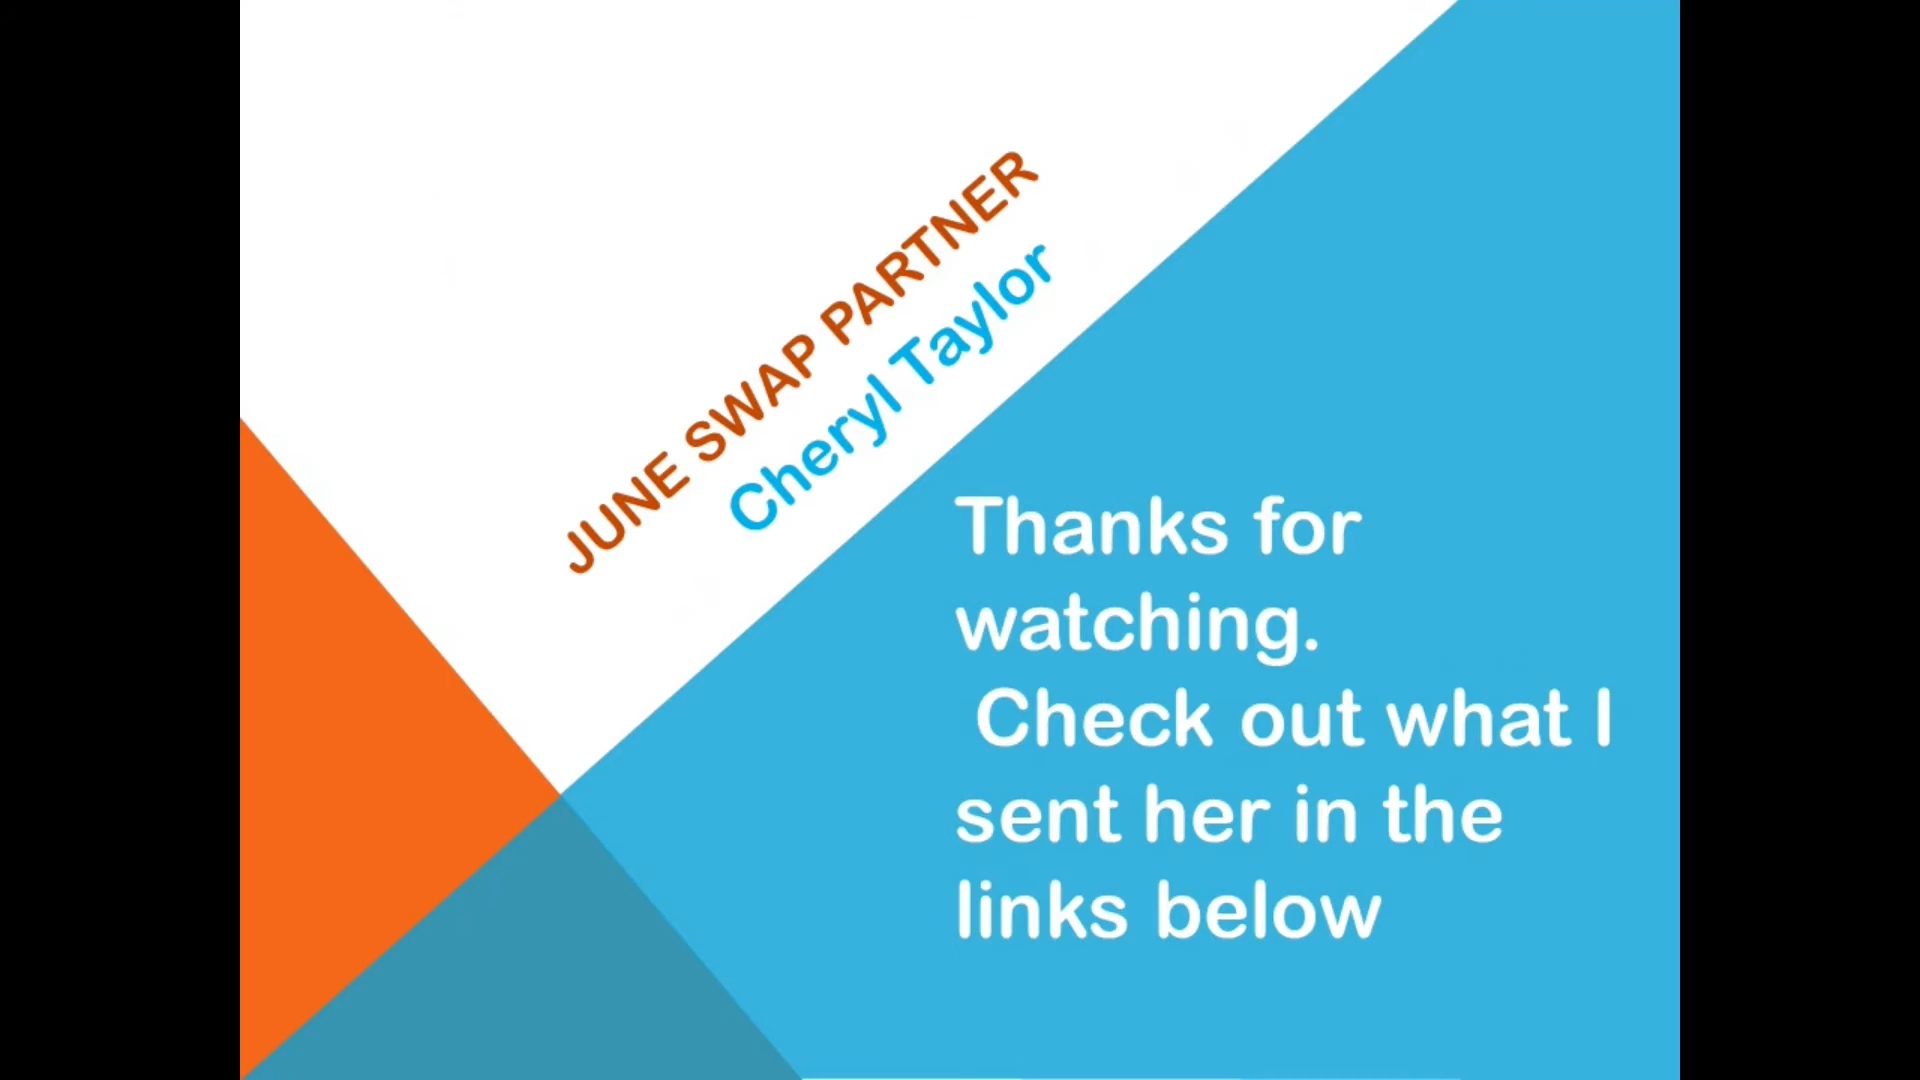 JUNE SWAP PARTNER
Cheryl Taylor
Thanks for
watching.
Check out what I
sent her in the
links below